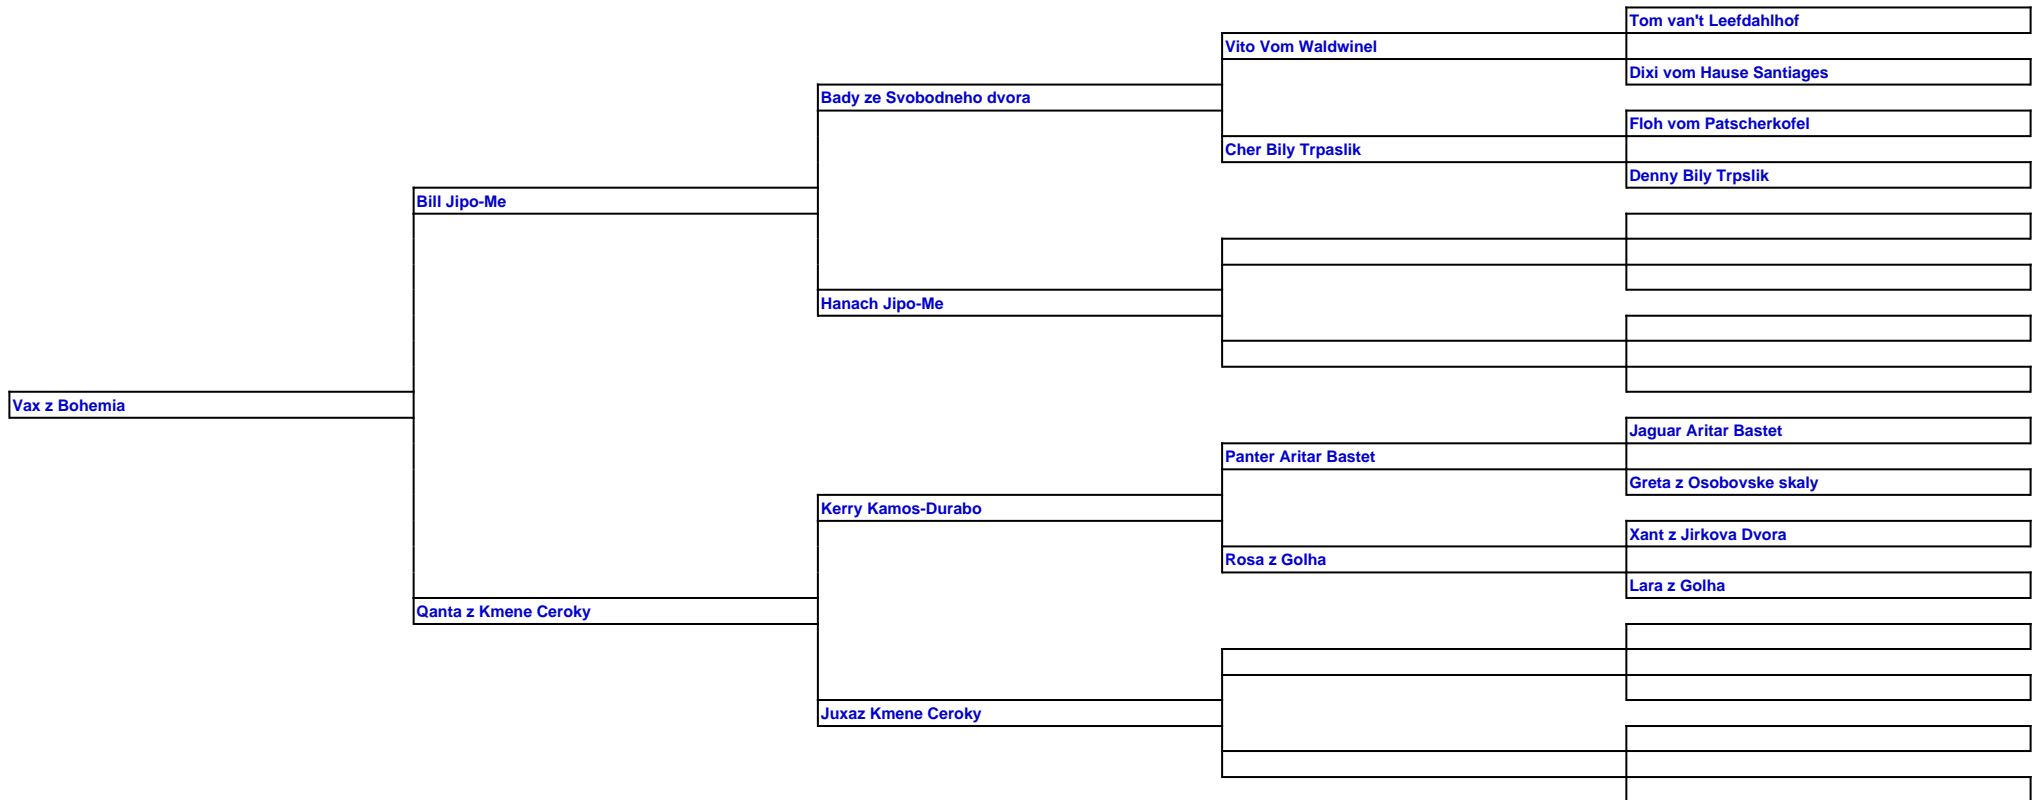 Tom van't Leefdahlhof
Vito Vom Waldwinel
Dixi vom Hause Santiages
Bady ze Svobodneho dvora
Floh vom Patscherkofel
Cher Bily Trpaslik
Denny Bily Trpslik
Bill Jipo-Me
Hanach Jipo-Me
Vax z Bohemia
Jaguar Aritar Bastet
Panter Aritar Bastet
Greta z Osobovske skaly
Kerry Kamos-Durabo
Xant z Jirkova Dvora
Rosa z Golha
Lara z Golha
Qanta z Kmene Ceroky
Juxaz Kmene Ceroky